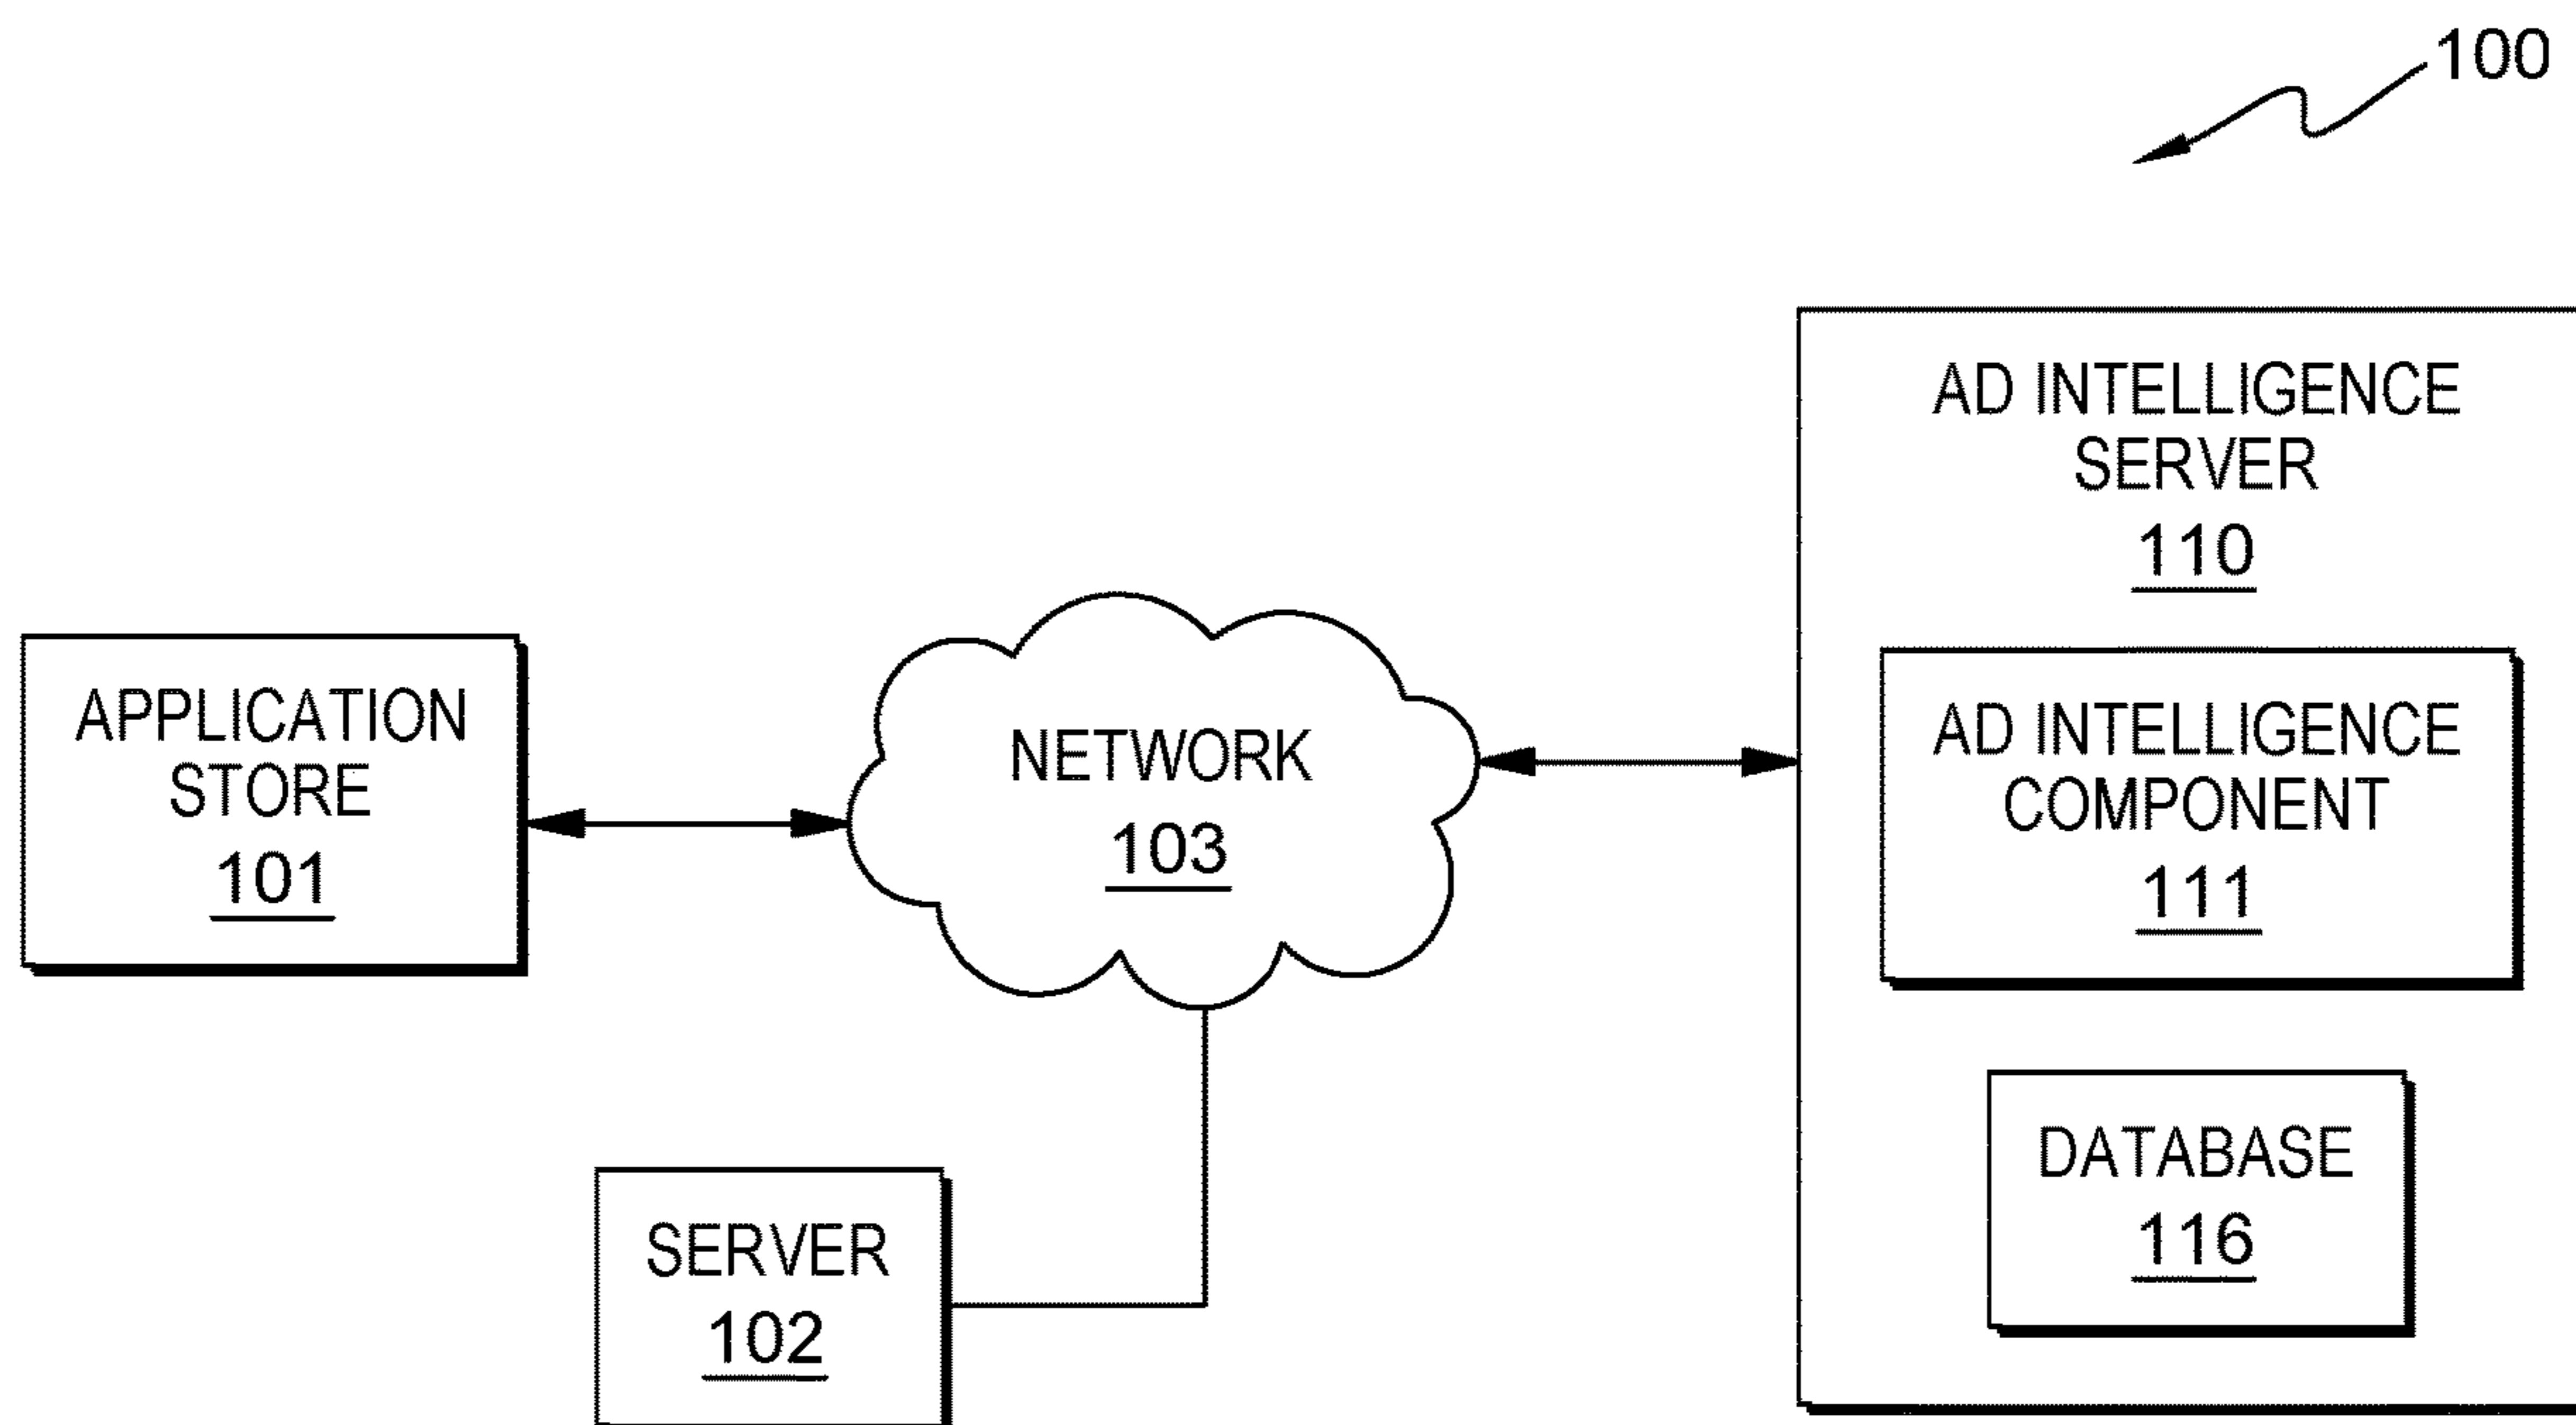 100
AD INTELLIGENCE
SERVER
110
APPLICATION
STORE
101
NETWORK
103
AD INTELLIGENCE
COMPONENT
111
DATABASE
116
SERVER
102